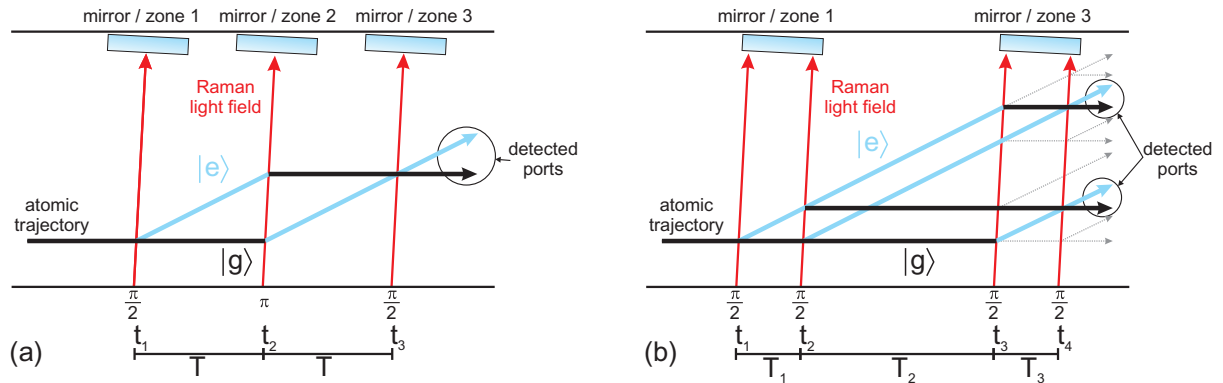 mirror / zone 1 mirror / zone 2 mirror / zone 3
Raman
light field
|e⟩
detected
ports
atomic
trajectory
|g⟩
π/2 π π/2
(a)
t1 t2 t3
T T
mirror / zone 1 mirror / zone 3
Raman
light field
|e⟩
detected
ports
atomic
trajectory
|g⟩
π/2 π/2 π/2 π/2
(b)
t1 t2 t3 t4
T1 T2 T3